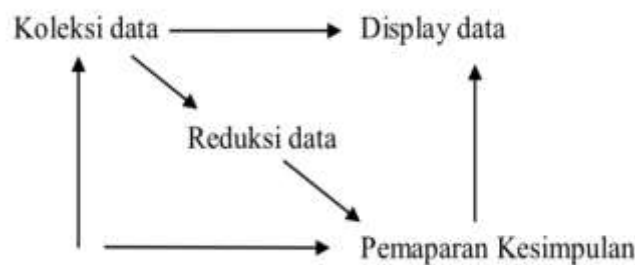 Koleksi data
Display data
Reduksi data
Pemaparan Kesimpulan